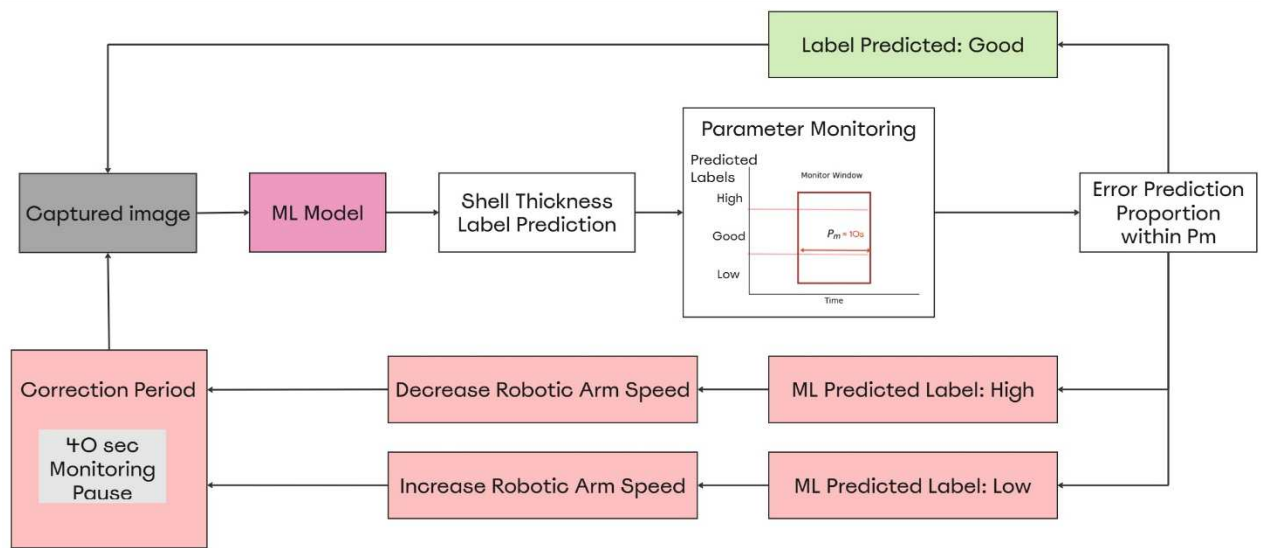 Label Predicted: Good
Captured image
ML Model
Shell Thickness
Label Prediction
Parameter Monitoring
Predicted
Labels
Monitor Window
High
Good
Low
Pm = 10s
Time
Error Prediction
Proportion
within Pm
Correction Period
40 sec
Monitoring
Pause
Decrease Robotic Arm Speed
ML Predicted Label: High
Increase Robotic Arm Speed
ML Predicted Label: Low